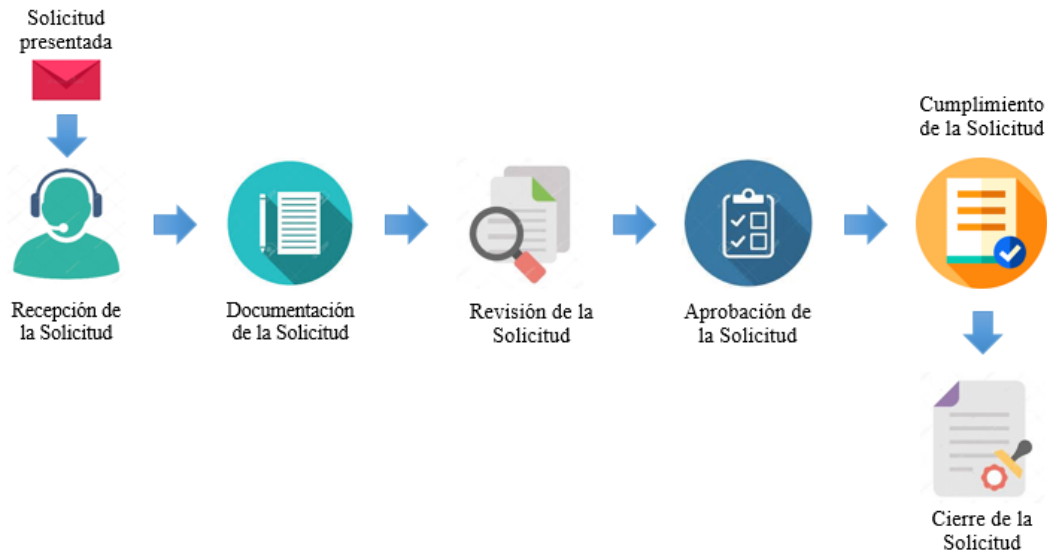 Solicitud
presentada
Recepción de
la Solicitud
Documentación
de la Solicitud
Revisión de la
Solicitud
Aprobación de
la Solicitud
Cumplimiento
de la Solicitud
Cierre de la
Solicitud